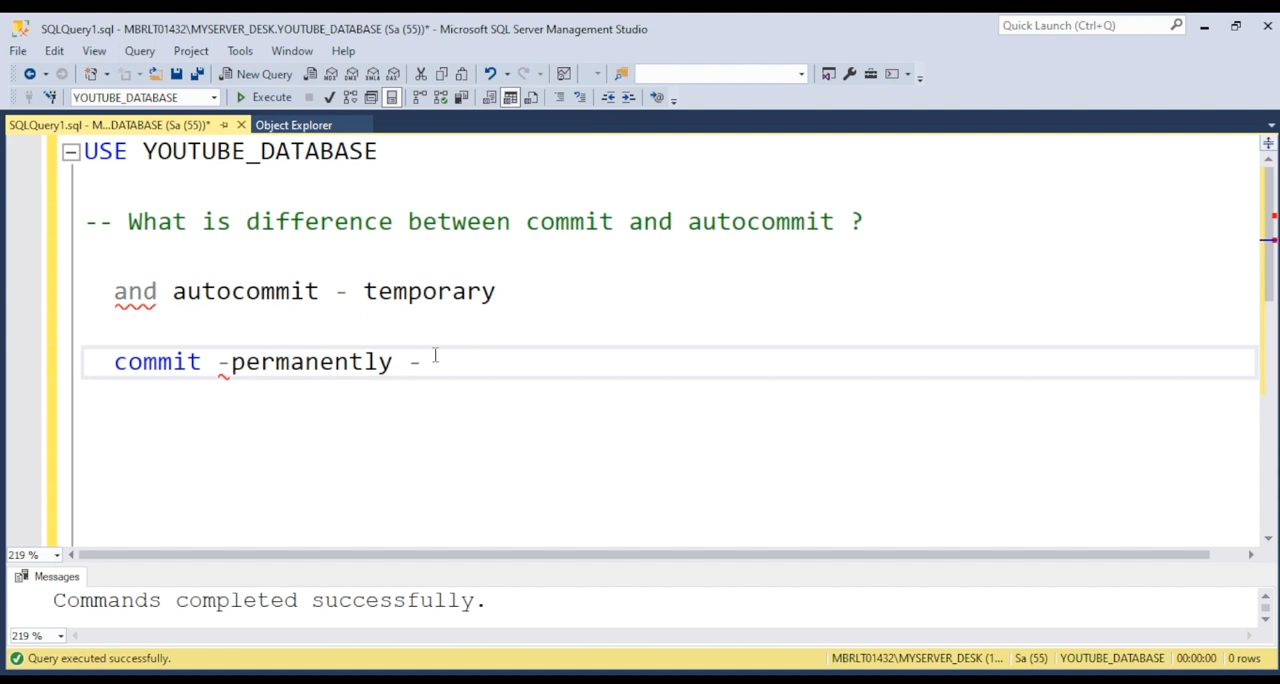 SQLQuery1.sql - MBRLT01432\MYSERVER_DESK.YOUTUBE_DATABASE (Sa (55))* - Microsoft SQL Server Management Studio
Quick Launch (Ctrl+Q)
File Edit View Query Project Tools Window Help
New Query
YOUTUBE_DATABASE Execute
SQLQuery1.sql - M...DATABASE (Sa (55))* Object Explorer
USE YOUTUBE_DATABASE
-- What is difference between commit and autocommit ?
and autocommit - temporary
commit -permanently -
219 %
Messages
Commands completed successfully.
219 %
Query executed successfully. MBRLT01432\MYSERVER_DESK (1... Sa (55) YOUTUBE_DATABASE 00:00:00 0 rows